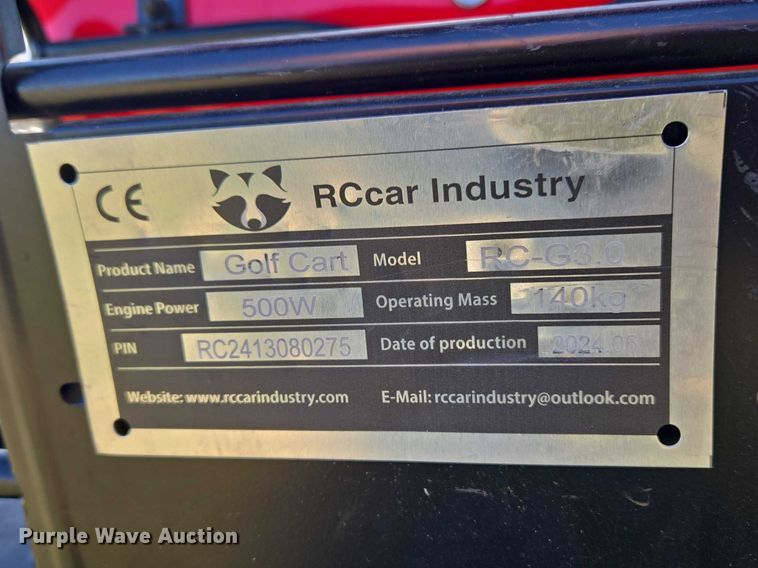 CE RCcar Industry
Product Name Golf Cart Model RC-G3.0
Engine Power 500W Operating Mass 140kg
PIN RC2413080275 Date of production 2024.06
Website: www.rccarindustry.com E-Mail: rccarindustry@outlook.com
Purple Wave Auction